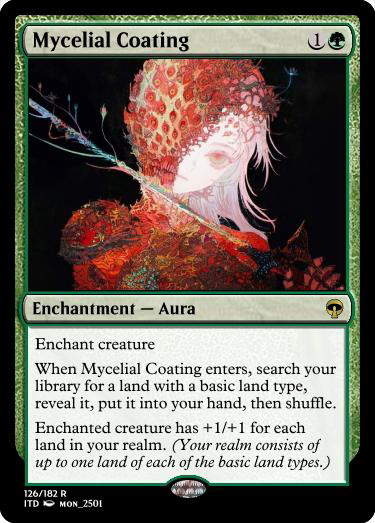 Mycelial Coating 1
Enchantment — Aura
Enchant creature
When Mycelial Coating enters, search your
library for a land with a basic land type,
reveal it, put it into your hand, then shuffle.
Enchanted creature has +1/+1 for each
land in your realm. (Your realm consists of
up to one land of each of the basic land types.)
126/182 R
ITD MON_2501